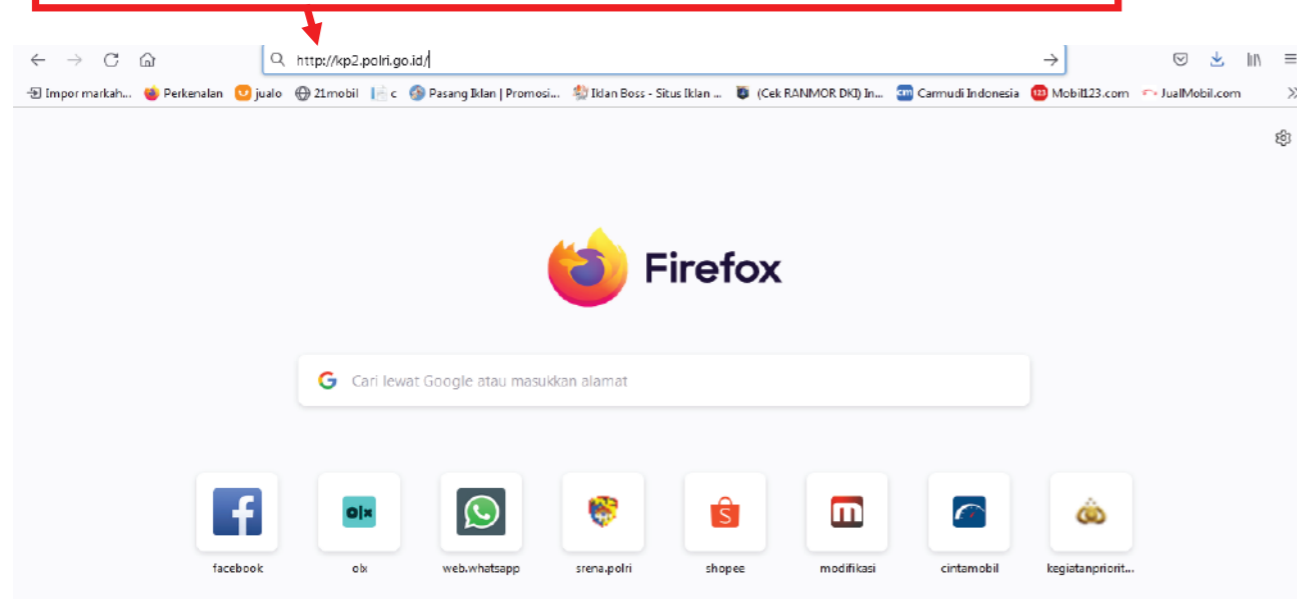 http://kp2.polri.go.id/
Impor markah... Perkenalan jualo 21mobil c Pasang Iklan | Promosi... Iklan Boss - Situs Iklan ... (Cek RANMOR DKI) In... Carmudi Indonesia Mobil123.com JualMobil.com
Firefox
Cari lewat Google atau masukkan alamat
olx
facebook olx web.whatsapp srena.polri shopee modifikasi cintamobil kegiatanpriorit...